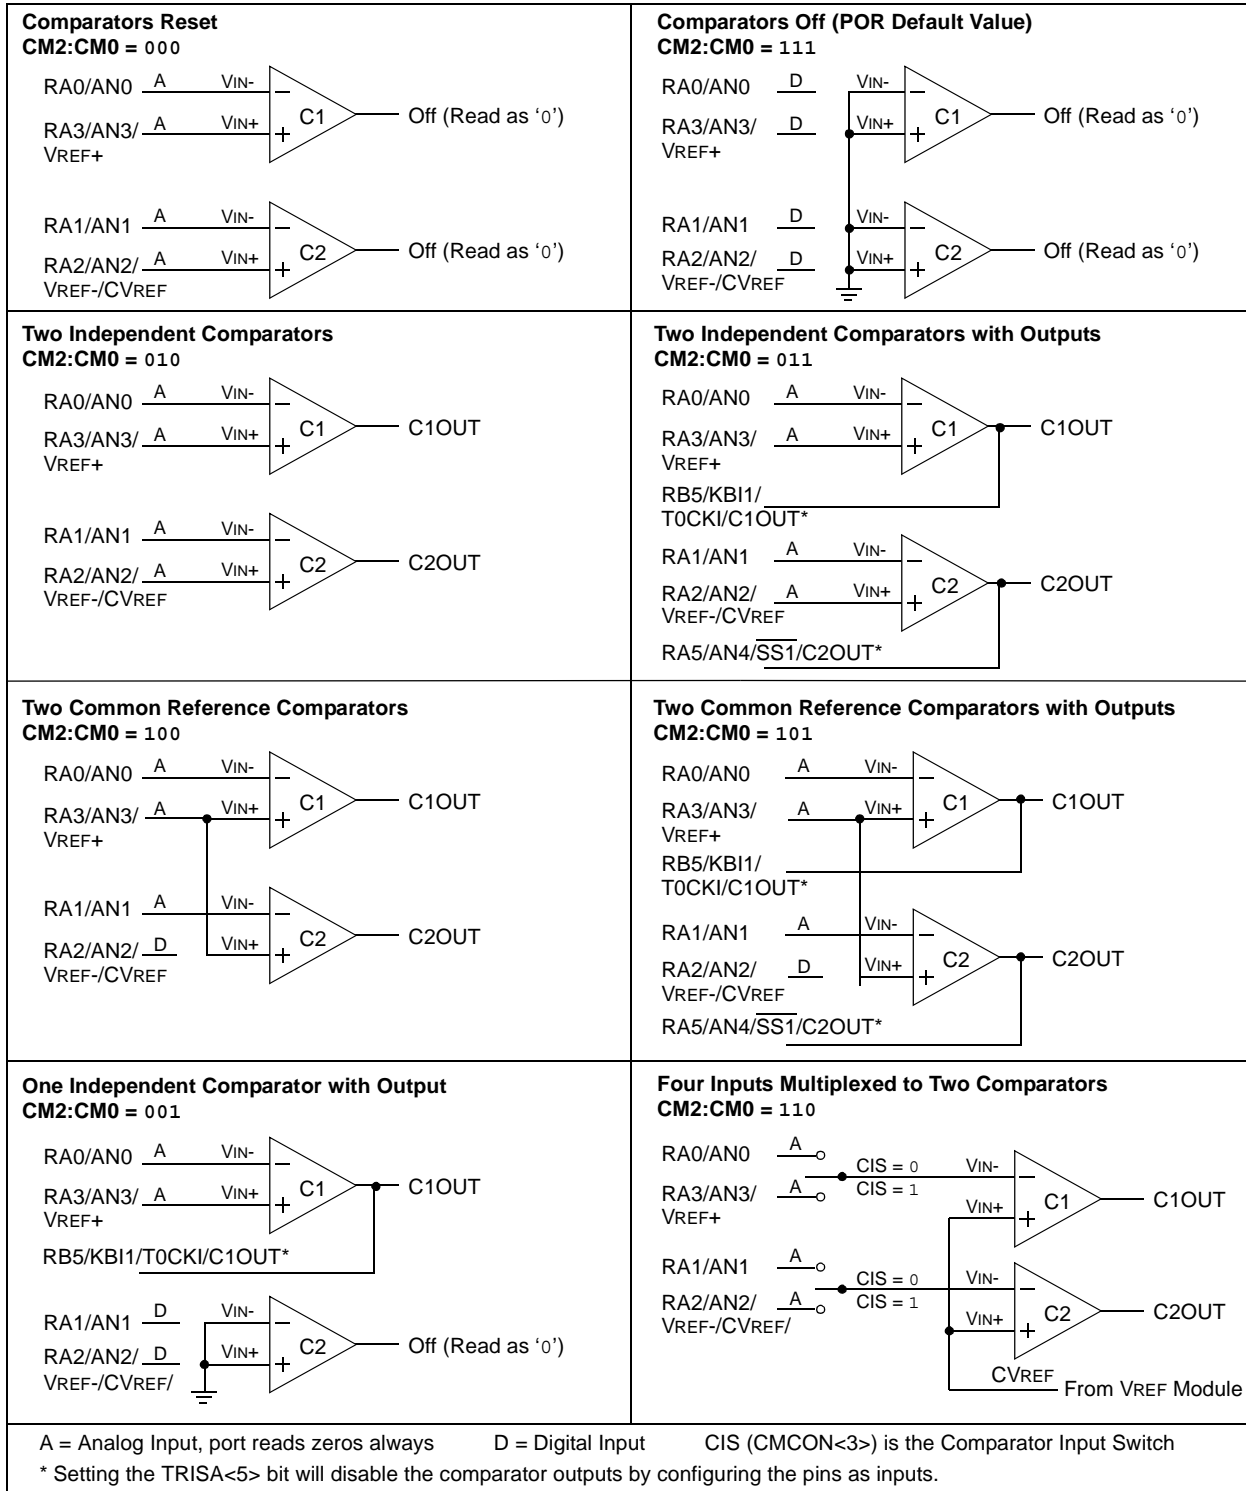 Comparators Reset
CM2:CM0 = 000
RA0/AN0 A VIN-
C1 Off (Read as ‘0’)
RA3/AN3/ A VIN+
VREF+
RA1/AN1 A VIN-
C2 Off (Read as ‘0’)
RA2/AN2/ A VIN+
VREF-/CVREF
Comparators Off (POR Default Value)
CM2:CM0 = 111
RA0/AN0 D VIN-
C1 Off (Read as ‘0’)
RA3/AN3/ D VIN+
VREF+
RA1/AN1 D VIN-
C2 Off (Read as ‘0’)
RA2/AN2/ D VIN+
VREF-/CVREF
Two Independent Comparators
CM2:CM0 = 010
RA0/AN0 A VIN-
C1 C1OUT
RA3/AN3/ A VIN+
VREF+
RA1/AN1 A VIN-
C2 C2OUT
RA2/AN2/ A VIN+
VREF-/CVREF
Two Independent Comparators with Outputs
CM2:CM0 = 011
RA0/AN0 A VIN-
C1 C1OUT
RA3/AN3/ A VIN+
VREF+
RB5/KBI1/
T0CKI/C1OUT*
RA1/AN1 A VIN-
C2 C2OUT
RA2/AN2/ A VIN+
VREF-/CVREF
RA5/AN4/SS1/C2OUT*
Two Common Reference Comparators
CM2:CM0 = 100
RA0/AN0 A VIN-
C1 C1OUT
RA3/AN3/ A VIN+
VREF+
RA1/AN1 A VIN-
C2 C2OUT
RA2/AN2/ D VIN+
VREF-/CVREF
Two Common Reference Comparators with Outputs
CM2:CM0 = 101
RA0/AN0 A VIN-
C1 C1OUT
RA3/AN3/ A VIN+
VREF+
RB5/KBI1/
T0CKI/C1OUT*
RA1/AN1 A VIN-
C2 C2OUT
RA2/AN2/ D VIN+
VREF-/CVREF
RA5/AN4/SS1/C2OUT*
One Independent Comparator with Output
CM2:CM0 = 001
RA0/AN0 A VIN-
C1 C1OUT
RA3/AN3/ A VIN+
VREF+
RB5/KBI1/T0CKI/C1OUT*
RA1/AN1 D VIN-
C2 Off (Read as ‘0’)
RA2/AN2/ D VIN+
VREF-/CVREF/
Four Inputs Multiplexed to Two Comparators
CM2:CM0 = 110
RA0/AN0 A
CIS = 0 VIN-
RA3/AN3/ A CIS = 1 C1 C1OUT
VREF+ VIN+
RA1/AN1 A
CIS = 0 VIN-
RA2/AN2/ A CIS = 1 C2 C2OUT
VREF-/CVREF/ VIN+
CVREF
From VREF Module
A = Analog Input, port reads zeros always D = Digital Input CIS (CMCON<3>) is the Comparator Input Switch
* Setting the TRISA<5> bit will disable the comparator outputs by configuring the pins as inputs.